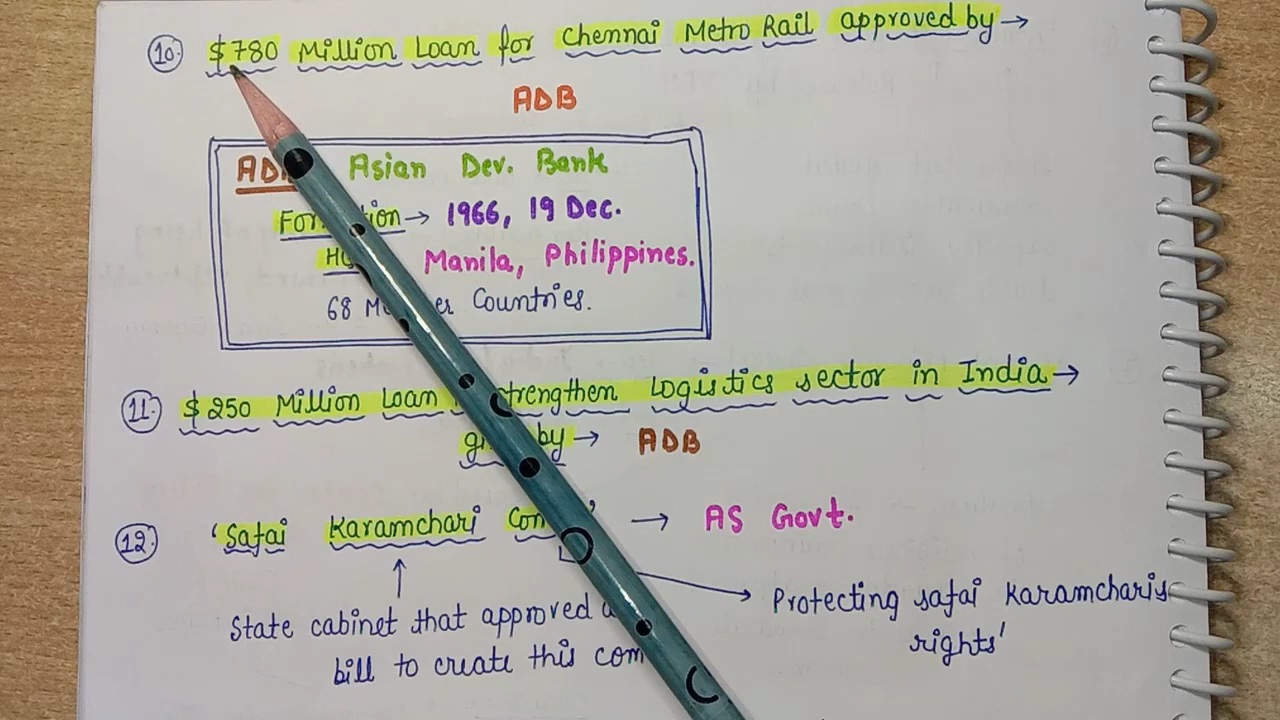 10. $780 Million Loan for Chennai Metro Rail approved by →
ADB
Asian Dev. Bank
→ 1966, 19 Dec.
Manila, Philippines.
68 Countries.
11. $250 Million Loan strengthen Logistics sector in India →
by → ADB
12. 'Safai Karamchari → AS Govt.
State cabinet that approved
bill to create this
Protecting safai Karamcharis
rights'